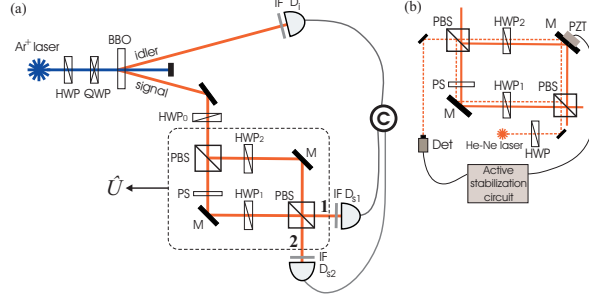 (a)
IF D_i
Ar⁺ laser
BBO
idler
signal
HWP
QWP
HWP₀
C
HWP₂
M
PBS
Û
PS
HWP₁
PBS
1
IF D_s1
M
2
IF
D_s2
(b)
PBS
HWP2
M
PZT
PS
HWP1
M
PBS
He-Ne laser
HWP
Det
Active
stabilization
circuit